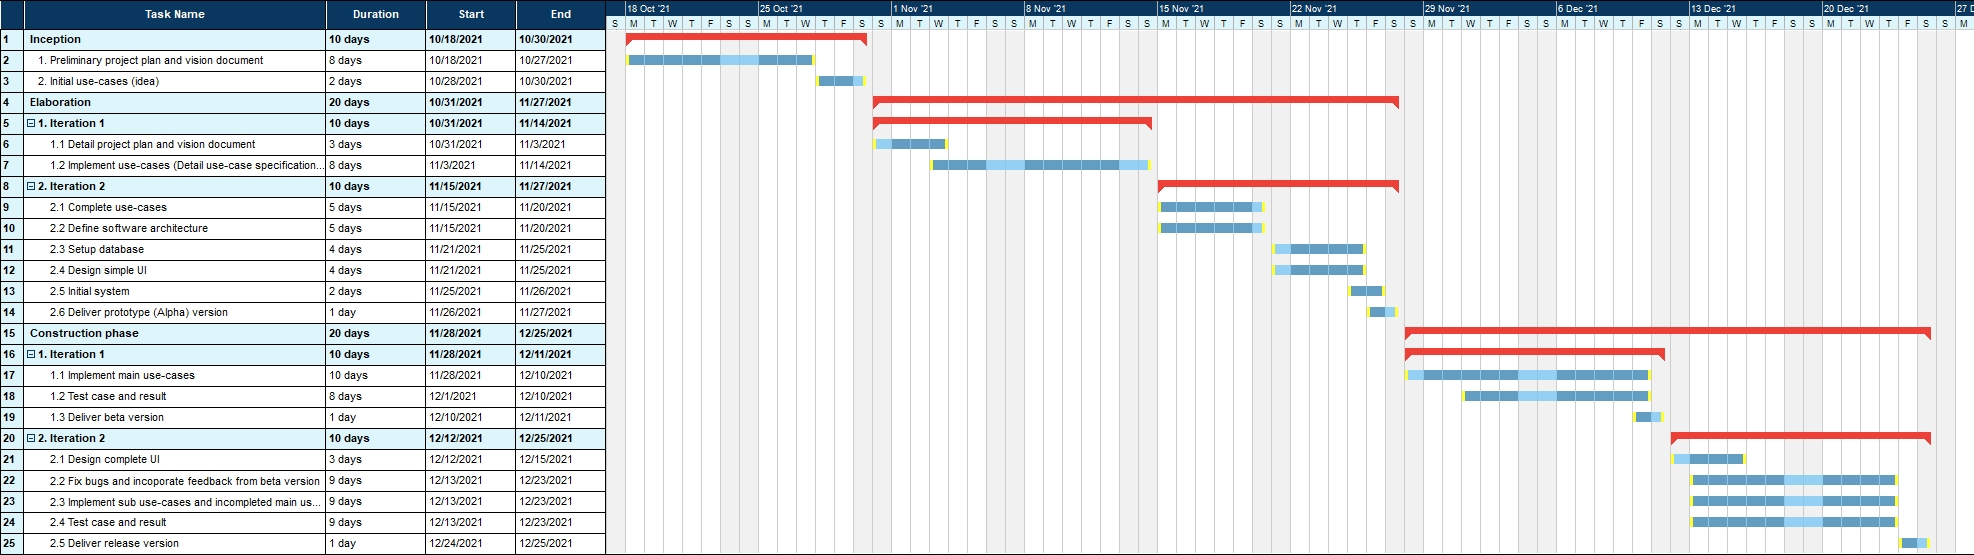 Task Name Duration Start End 18 Oct '21 25 Oct '21 1 Nov '21 8 Nov '21 15 Nov '21 22 Nov '21 29 Nov '21 6 Dec '21 13 Dec '21 20 Dec '21 27 D
S M T W T F S S M T W T F S S M T W T F S S M T W T F S S M T W T F S S M T W T F S S M T W T F S S M T W T F S S M T W T F S S M T W T F S S M
1 Inception 10 days 10/18/2021 10/30/2021
2 1. Preliminary project plan and vision document 8 days 10/18/2021 10/27/2021
3 2. Initial use-cases (idea) 2 days 10/28/2021 10/30/2021
4 Elaboration 20 days 10/31/2021 11/27/2021
5 1. Iteration 1 10 days 10/31/2021 11/14/2021
6 1.1 Detail project plan and vision document 3 days 10/31/2021 11/3/2021
7 1.2 Implement use-cases (Detail use-case specification... 8 days 11/3/2021 11/14/2021
8 2. Iteration 2 10 days 11/15/2021 11/27/2021
9 2.1 Complete use-cases 5 days 11/15/2021 11/20/2021
10 2.2 Define software architecture 5 days 11/15/2021 11/20/2021
11 2.3 Setup database 4 days 11/21/2021 11/25/2021
12 2.4 Design simple UI 4 days 11/21/2021 11/25/2021
13 2.5 Initial system 2 days 11/25/2021 11/26/2021
14 2.6 Deliver prototype (Alpha) version 1 day 11/26/2021 11/27/2021
15 Construction phase 20 days 11/28/2021 12/25/2021
16 1. Iteration 1 10 days 11/28/2021 12/11/2021
17 1.1 Implement main use-cases 10 days 11/28/2021 12/10/2021
18 1.2 Test case and result 8 days 12/1/2021 12/10/2021
19 1.3 Deliver beta version 1 day 12/10/2021 12/11/2021
20 2. Iteration 2 10 days 12/12/2021 12/25/2021
21 2.1 Design complete UI 3 days 12/12/2021 12/15/2021
22 2.2 Fix bugs and incoporate feedback from beta version 9 days 12/13/2021 12/23/2021
23 2.3 Implement sub use-cases and incompleted main us... 9 days 12/13/2021 12/23/2021
24 2.4 Test case and result 9 days 12/13/2021 12/23/2021
25 2.5 Deliver release version 1 day 12/24/2021 12/25/2021